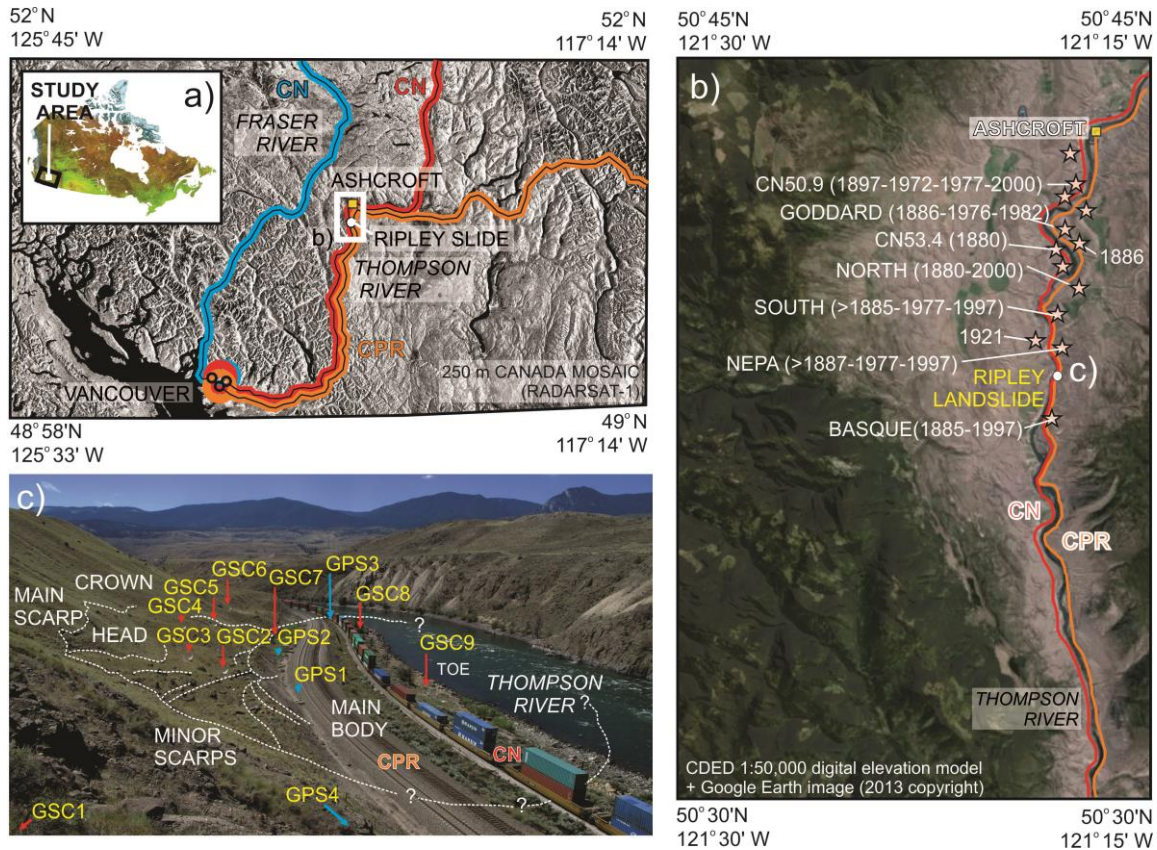 52° N
125° 45' W
52° N
117° 14' W
a)
STUDY
AREA
CN
FRASER
RIVER
CN
ASHCROFT
b)
RIPLEY SLIDE
THOMPSON
RIVER
CPR
VANCOUVER
250 m CANADA MOSAIC
(RADARSAT-1)
48° 58'N
125° 33' W
49° N
117° 14' W
50° 45'N
121° 30' W
50° 45'N
121° 15' W
b)
ASHCROFT
CN50.9 (1897-1972-1977-2000)
GODDARD (1886-1976-1982)
CN53.4 (1880)
1886
NORTH (1880-2000)
SOUTH (>1885-1977-1997)
1921
NEPA (>1887-1977-1997)
RIPLEY
LANDSLIDE
c)
BASQUE(1885-1997)
CN
CPR
THOMPSON
RIVER
CDED 1:50,000 digital elevation model
+ Google Earth image (2013 copyright)
50° 30'N
121° 30' W
50° 30'N
121° 15' W
c)
GSC6
GPS3
CROWN
GSC5
GSC7
GSC8
MAIN
SCARP
GSC4
HEAD
GSC3
GSC2
GPS2
?
GSC9
TOE
GPS1
THOMPSON
RIVER
?
MAIN
BODY
MINOR
SCARPS
CPR
CN
GSC1
GPS4
?
?